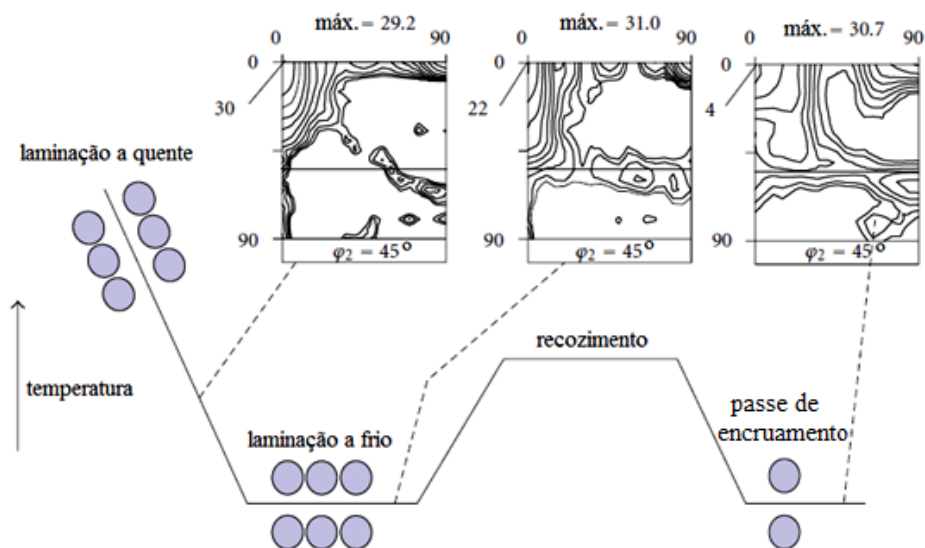 máx. = 29.2
0
90
0
30
90
φ₂ = 45°
máx. = 31.0
0
90
0
22
90
φ₂ = 45°
máx. = 30.7
0
90
0
4
90
φ₂ = 45°
laminação a quente
temperatura
laminação a frio
recozimento
passe de
encruamento